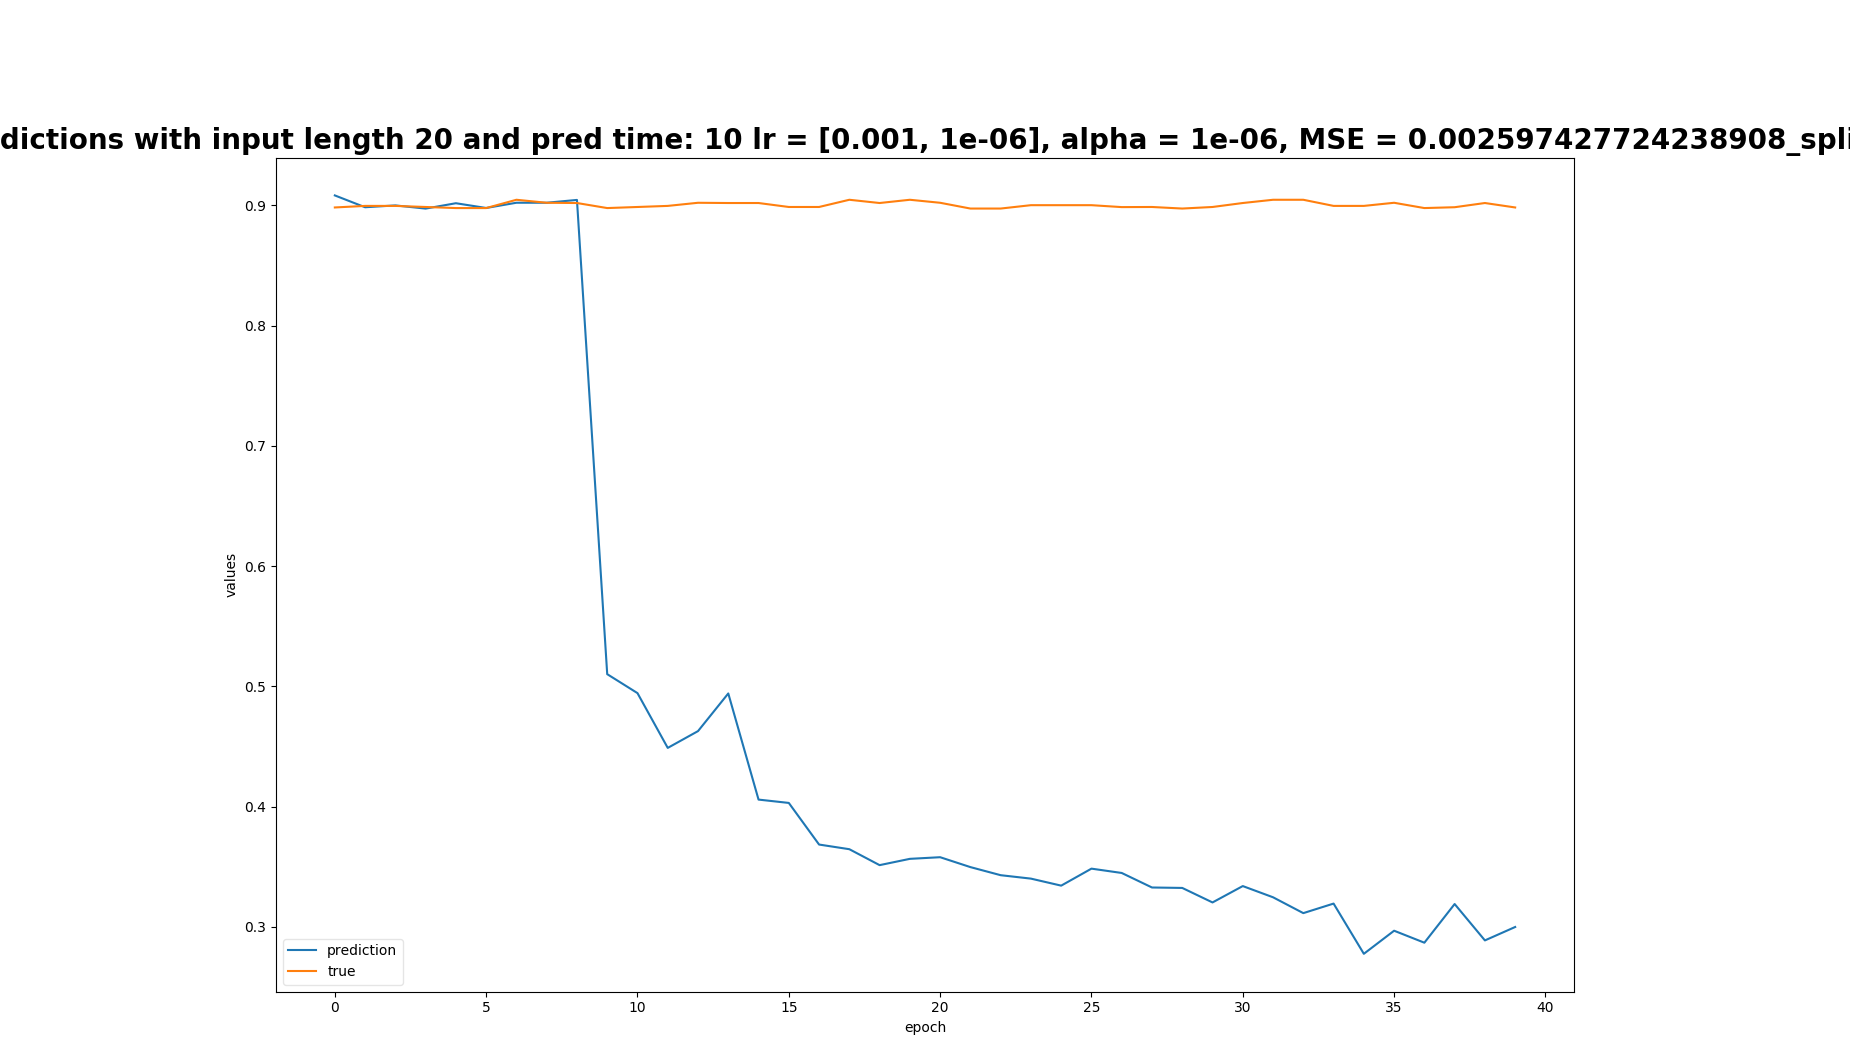 dictions with input length 20 and pred time: 10 lr = [0.001, 1e-06], alpha = 1e-06, MSE = 0.002597427724238908_spli
0.9
0.8
0.7
0.6
0.5
0.4
0.3
values
prediction
true
0 5 10 15 20 25 30 35 40
epoch